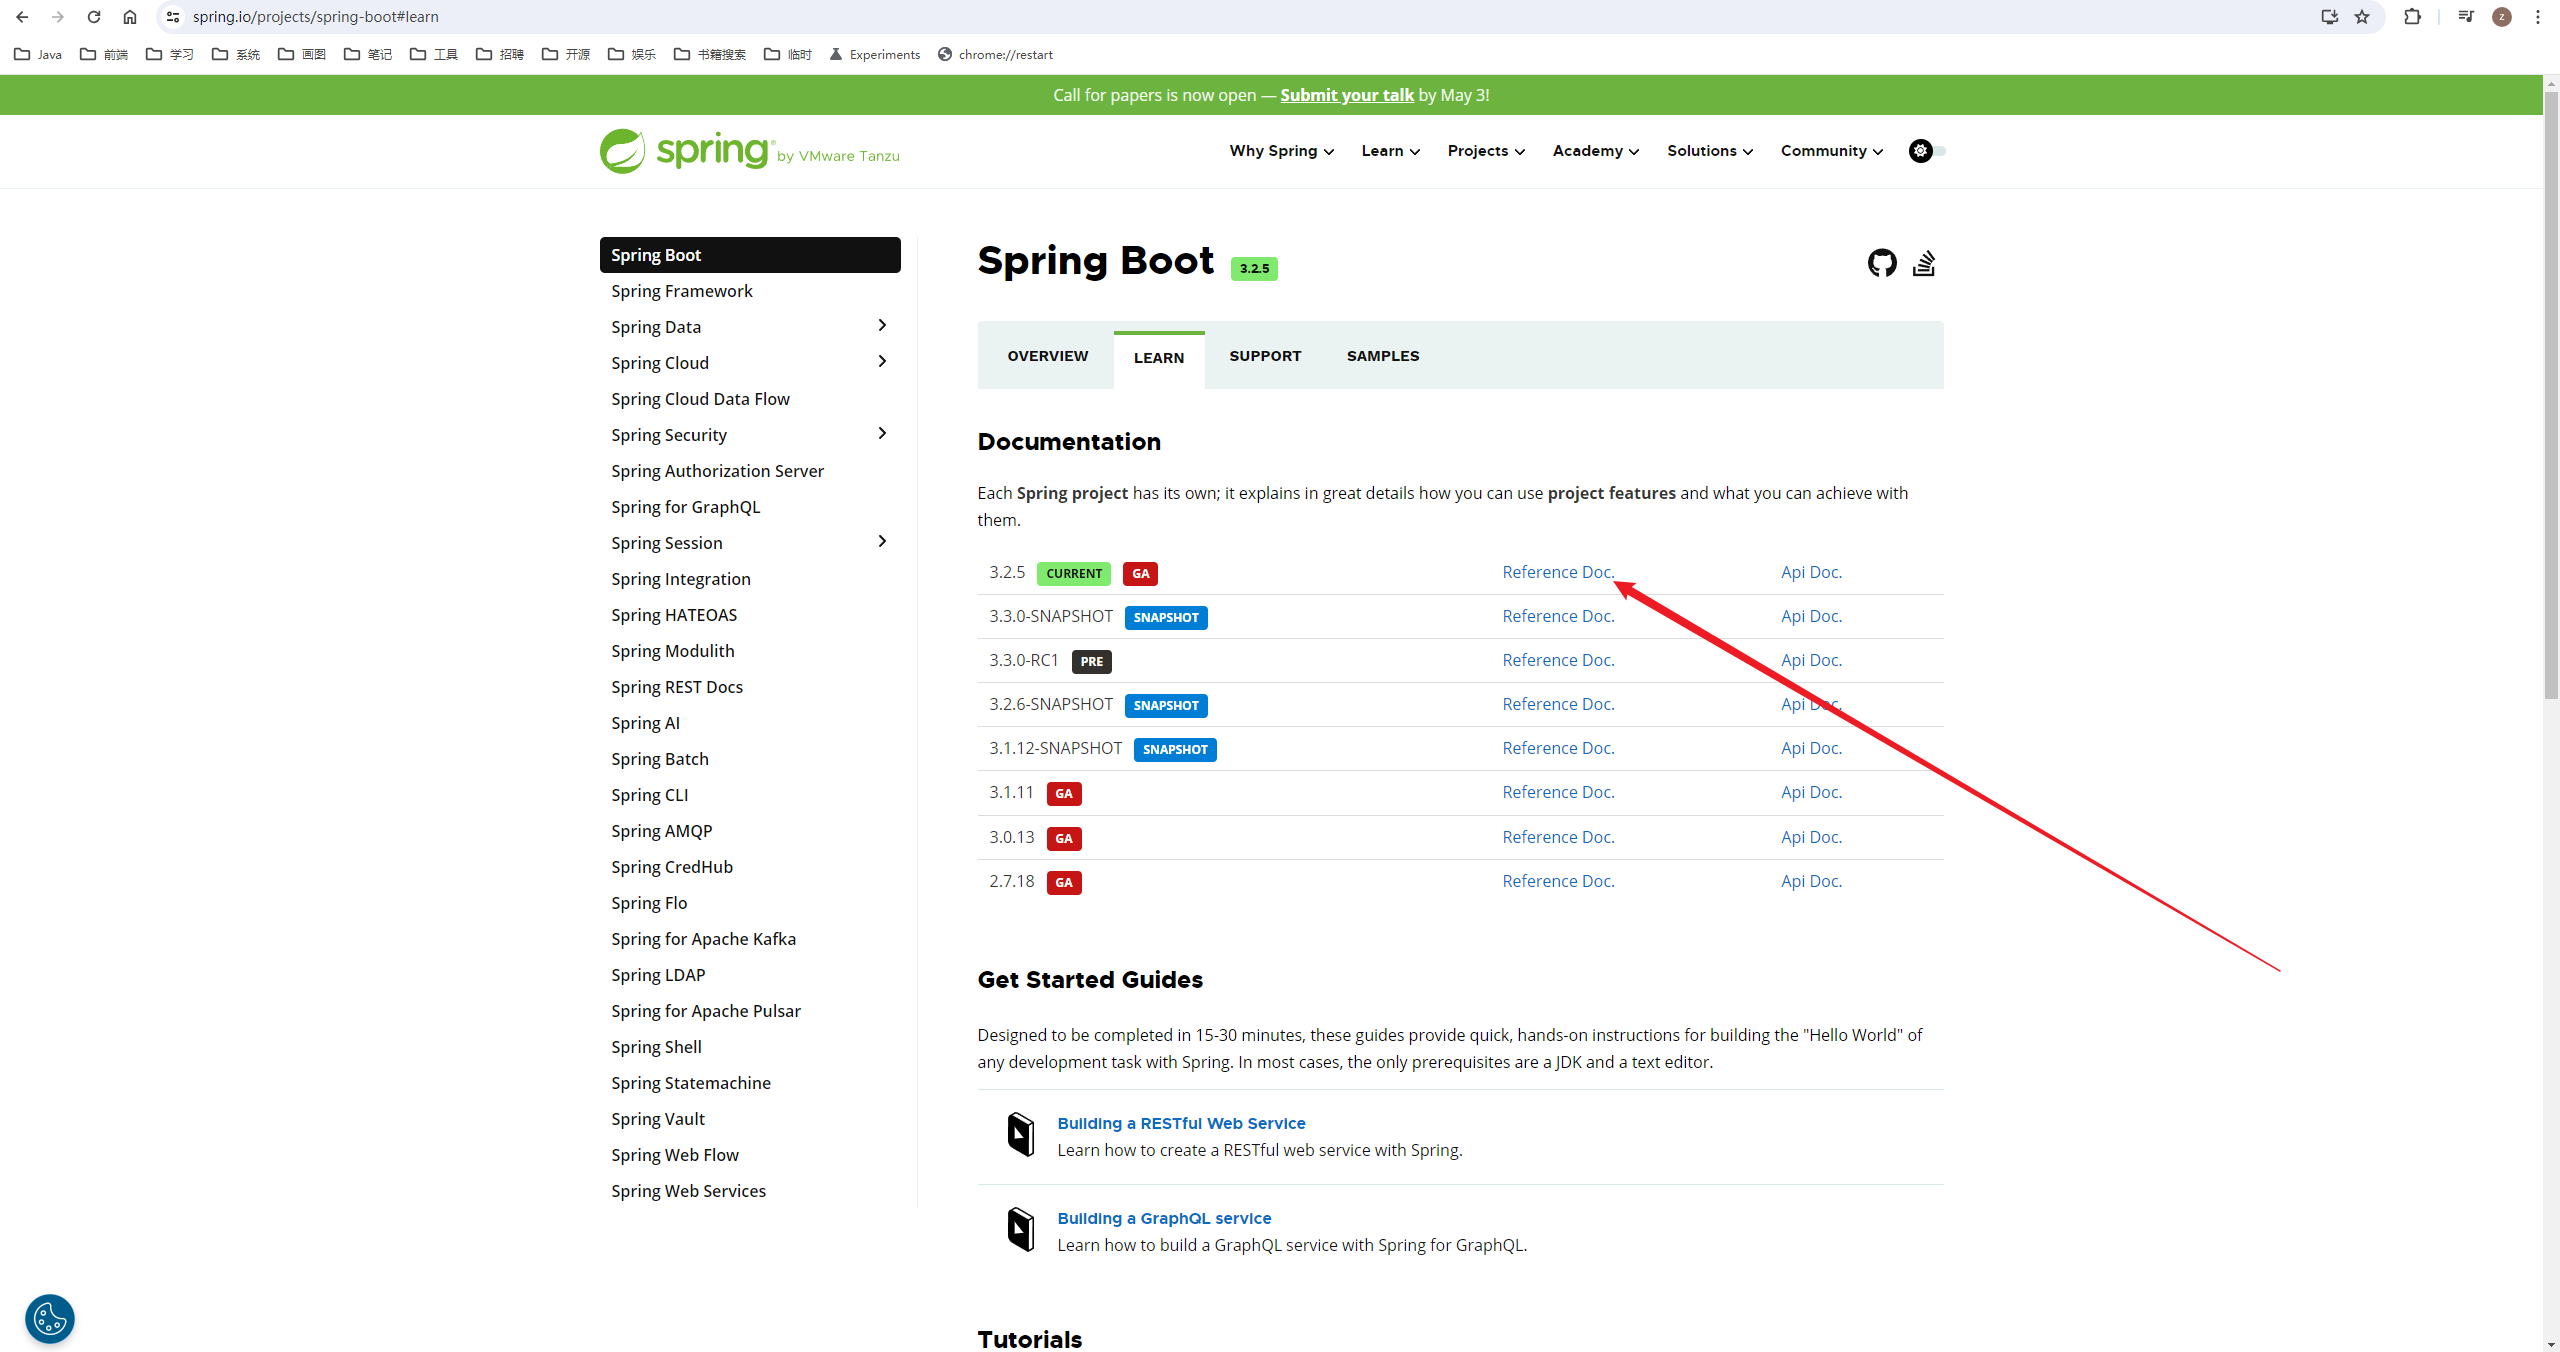 spring.io/projects/spring-boot#learn
z
Java 前端 学习 系统 画图 笔记 工具 招聘 开源 娱乐 书籍搜索 临时 Experiments chrome://restart
Call for papers is now open — Submit your talk by May 3!
spring by VMware Tanzu
Why Spring Learn Projects Academy Solutions Community
Spring Boot
Spring Framework
Spring Data
Spring Cloud
Spring Cloud Data Flow
Spring Security
Spring Authorization Server
Spring for GraphQL
Spring Session
Spring Integration
Spring HATEOAS
Spring Modulith
Spring REST Docs
Spring AI
Spring Batch
Spring CLI
Spring AMQP
Spring CredHub
Spring Flo
Spring for Apache Kafka
Spring LDAP
Spring for Apache Pulsar
Spring Shell
Spring Statemachine
Spring Vault
Spring Web Flow
Spring Web Services
Spring Boot 3.2.5
OVERVIEW LEARN SUPPORT SAMPLES
Documentation
Each Spring project has its own; it explains in great details how you can use project features and what you can achieve with
them.
3.2.5 CURRENT GA Reference Doc. Api Doc.
3.3.0-SNAPSHOT SNAPSHOT Reference Doc. Api Doc.
3.3.0-RC1 PRE Reference Doc. Api Doc.
3.2.6-SNAPSHOT SNAPSHOT Reference Doc. Api Doc.
3.1.12-SNAPSHOT SNAPSHOT Reference Doc. Api Doc.
3.1.11 GA Reference Doc. Api Doc.
3.0.13 GA Reference Doc. Api Doc.
2.7.18 GA Reference Doc. Api Doc.
Get Started Guides
Designed to be completed in 15-30 minutes, these guides provide quick, hands-on instructions for building the "Hello World" of
any development task with Spring. In most cases, the only prerequisites are a JDK and a text editor.
Building a RESTful Web Service
Learn how to create a RESTful web service with Spring.
Building a GraphQL service
Learn how to build a GraphQL service with Spring for GraphQL.
Tutorials